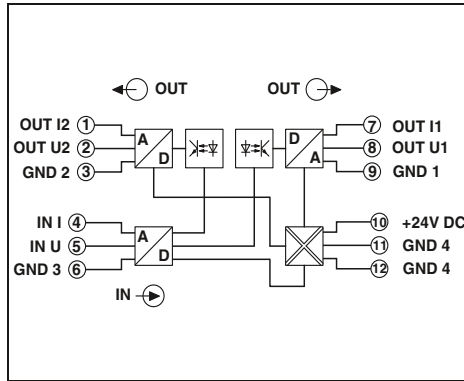 OUT OUT
OUT I2 1 A D 7 OUT I1
OUT U2 2 D A 8 OUT U1
GND 2 3 9 GND 1
IN I 4 A 10 +24V DC
IN U 5 D 11 GND 4
GND 3 6 12 GND 4
IN